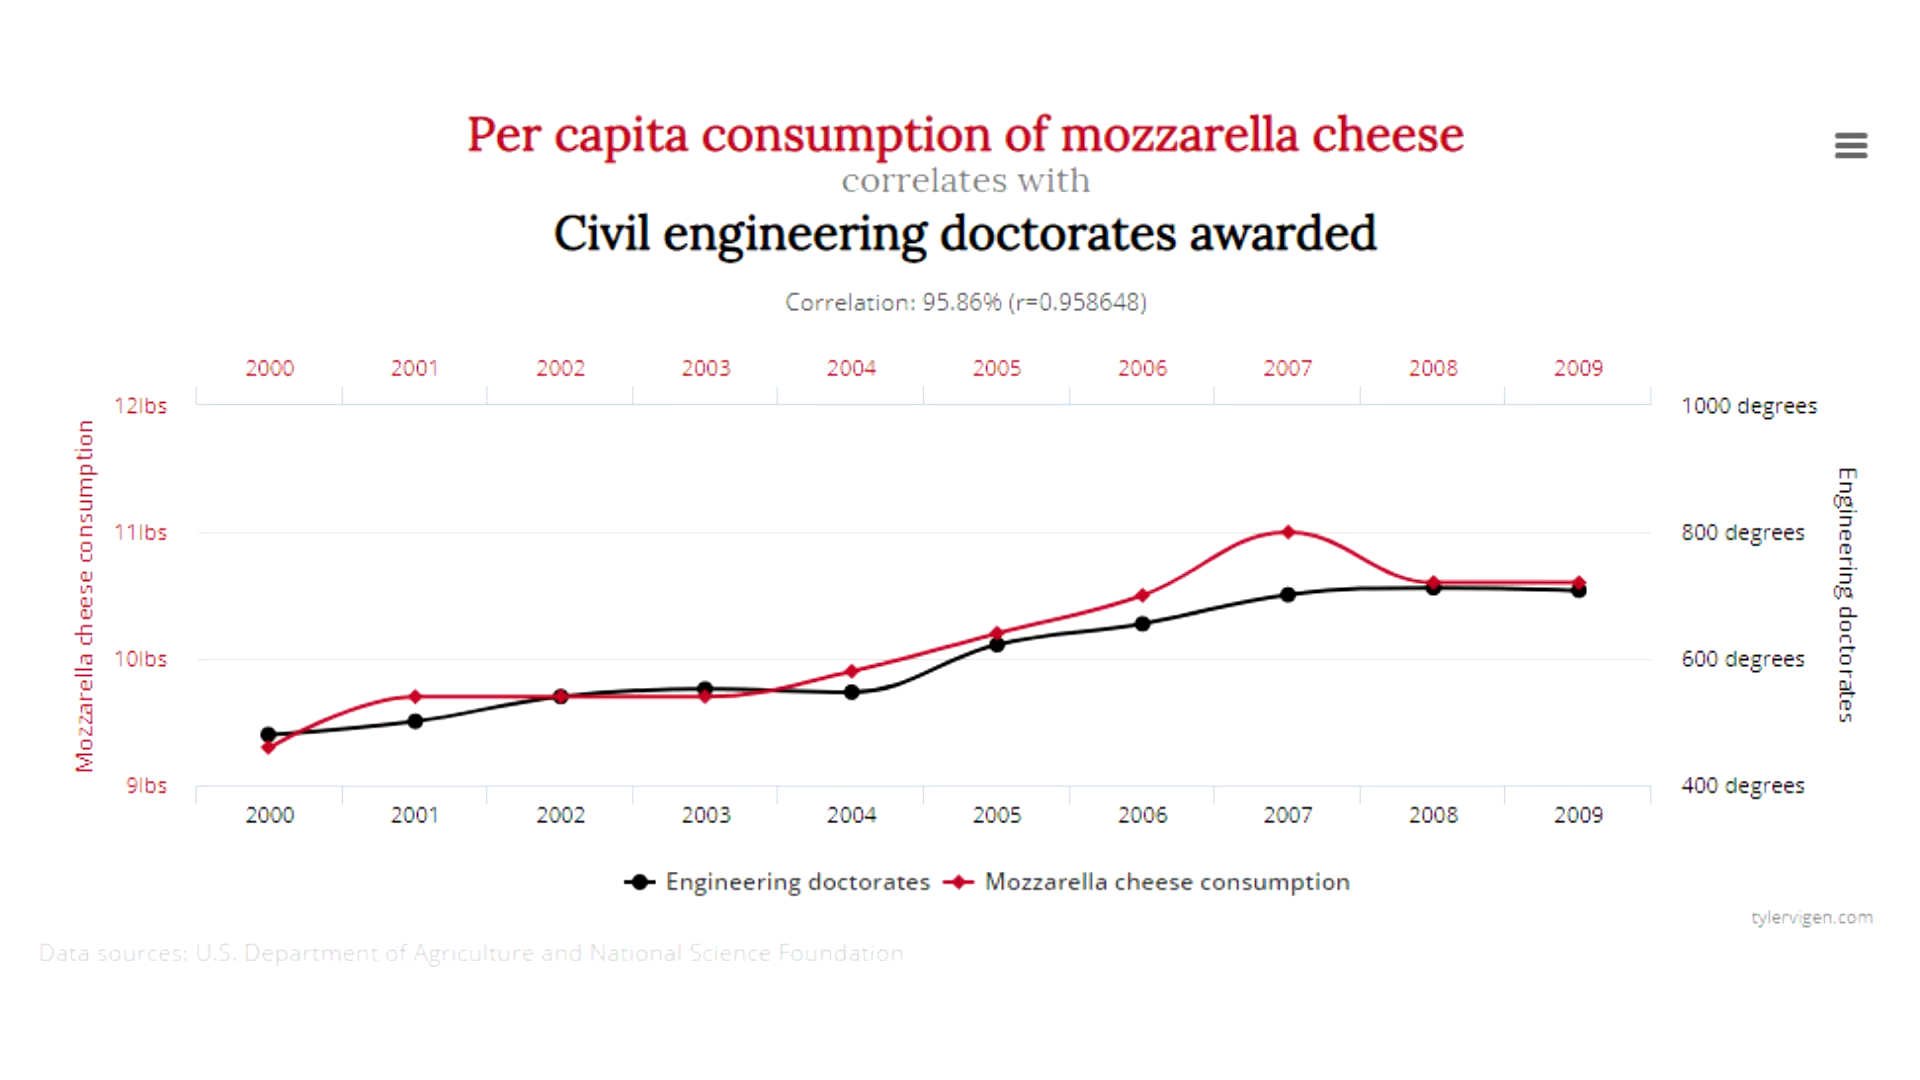 Per capita consumption of mozzarella cheese
correlates with
Civil engineering doctorates awarded
Correlation: 95.86% (r=0.958648)
2000 2001 2002 2003 2004 2005 2006 2007 2008 2009
12lbs
11lbs
10lbs
9lbs
Mozzarella cheese consumption
1000 degrees
800 degrees
600 degrees
400 degrees
Engineering doctorates
2000 2001 2002 2003 2004 2005 2006 2007 2008 2009
Engineering doctorates Mozzarella cheese consumption
tylervigen.com
Data sources: U.S. Department of Agriculture and National Science Foundation